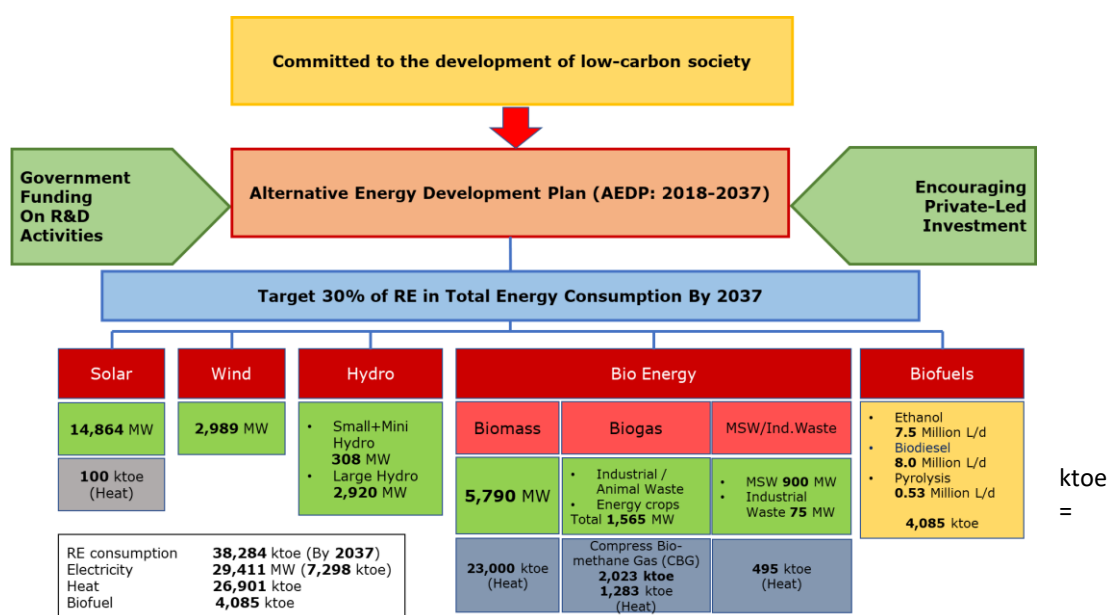 Committed to the development of low-carbon society
Government
Funding
On R&D
Activities
Alternative Energy Development Plan (AEDP: 2018-2037)
Encouraging
Private-Led
Investment
Target 30% of RE in Total Energy Consumption By 2037
Solar
14,864 MW
100 ktoe
(Heat)
Wind
2,989 MW
Hydro
• Small+Mini
Hydro
308 MW
• Large Hydro
2,920 MW
Bio Energy
Biomass
5,790 MW
23,000 ktoe
(Heat)
Biogas
• Industrial /
Animal Waste
• Energy crops
Total 1,565 MW
Compress Bio-
methane Gas (CBG)
2,023 ktoe
1,283 ktoe
(Heat)
MSW/Ind.Waste
• MSW 900 MW
• Industrial
Waste 75 MW
495 ktoe
(Heat)
Biofuels
• Ethanol
7.5 Million L/d
• Biodiesel
8.0 Million L/d
• Pyrolysis
0.53 Million L/d
4,085 ktoe
ktoe
=
RE consumption 38,284 ktoe (By 2037)
Electricity 29,411 MW (7,298 ktoe)
Heat 26,901 ktoe
Biofuel 4,085 ktoe